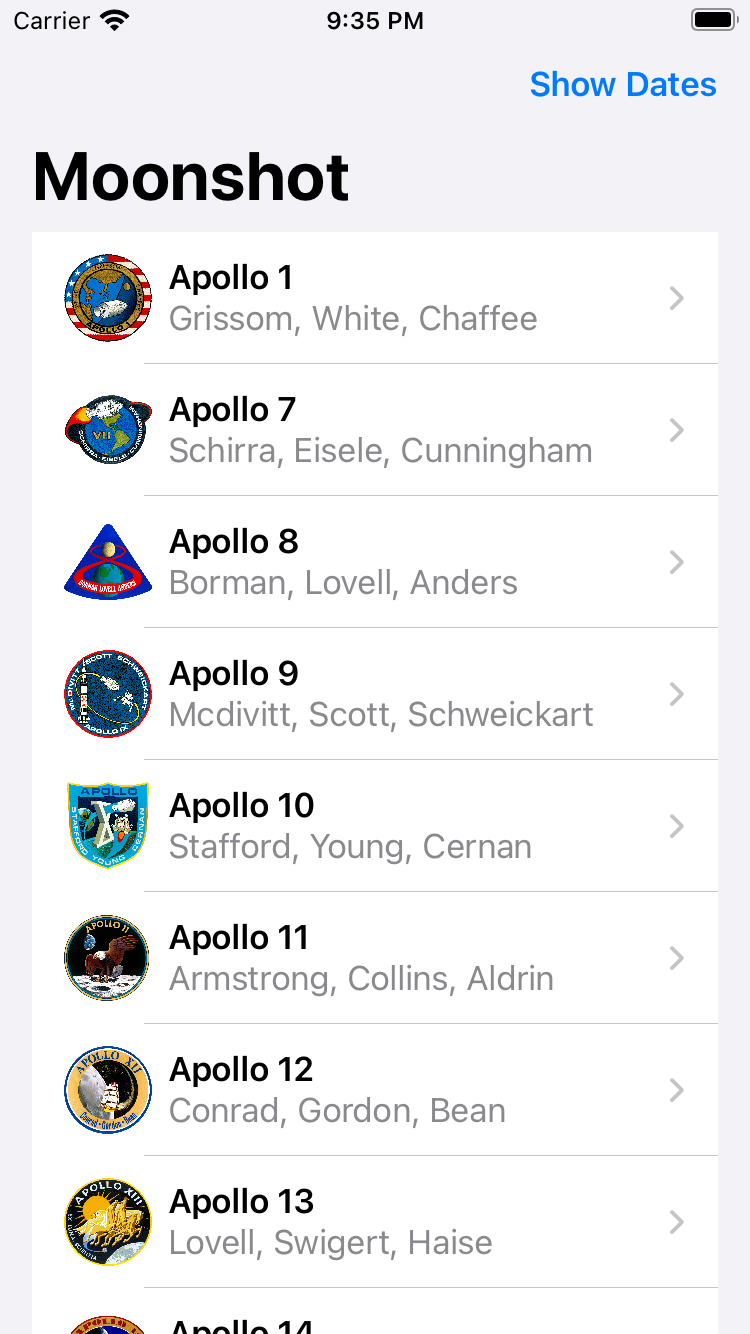 Carrier 9:35 PM
Show Dates
Moonshot
Apollo 1
Grissom, White, Chaffee
Apollo 7
Schirra, Eisele, Cunningham
Apollo 8
Borman, Lovell, Anders
Apollo 9
Mcdivitt, Scott, Schweickart
Apollo 10
Stafford, Young, Cernan
Apollo 11
Armstrong, Collins, Aldrin
Apollo 12
Conrad, Gordon, Bean
Apollo 13
Lovell, Swigert, Haise
Apollo 14